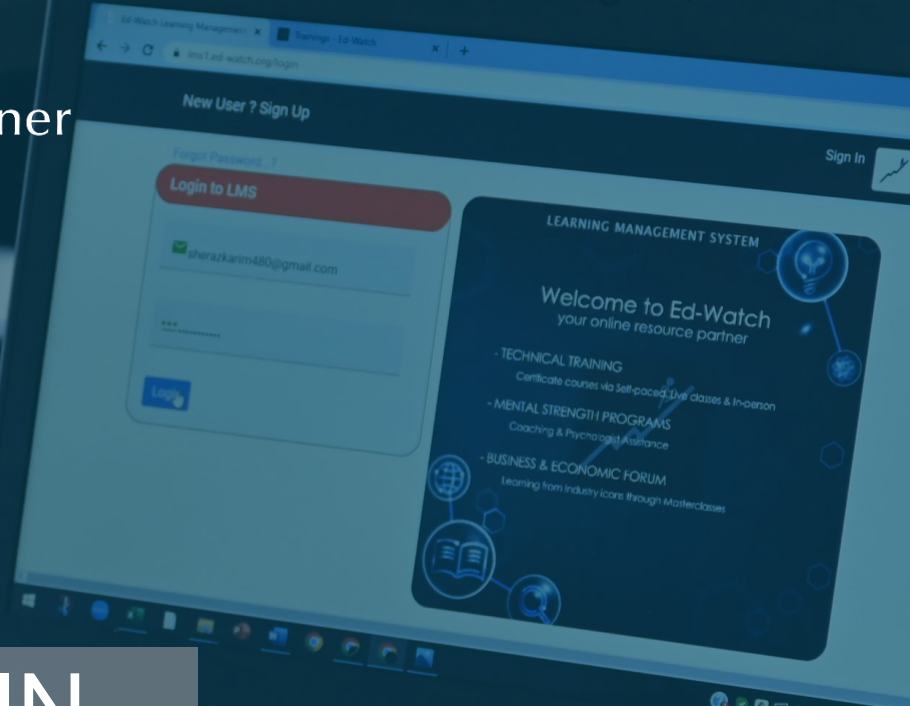 Ed-Watch Learning Management
Trainings - Ed-Watch
lms1.ed-watch.org/login
ner
New User ? Sign Up
Sign In
Forgot Password...?
Login to LMS
sherazkarim480@gmail.com
Login
LEARNING MANAGEMENT SYSTEM
Welcome to Ed-Watch
your online resource partner
- TECHNICAL TRAINING
Certificate courses via Self-paced, Live classes & In-person
- MENTAL STRENGTH PROGRAMS
Coaching & Psychologist Assistance
- BUSINESS & ECONOMIC FORUM
Learning from Industry icons through Masterclasses
IN